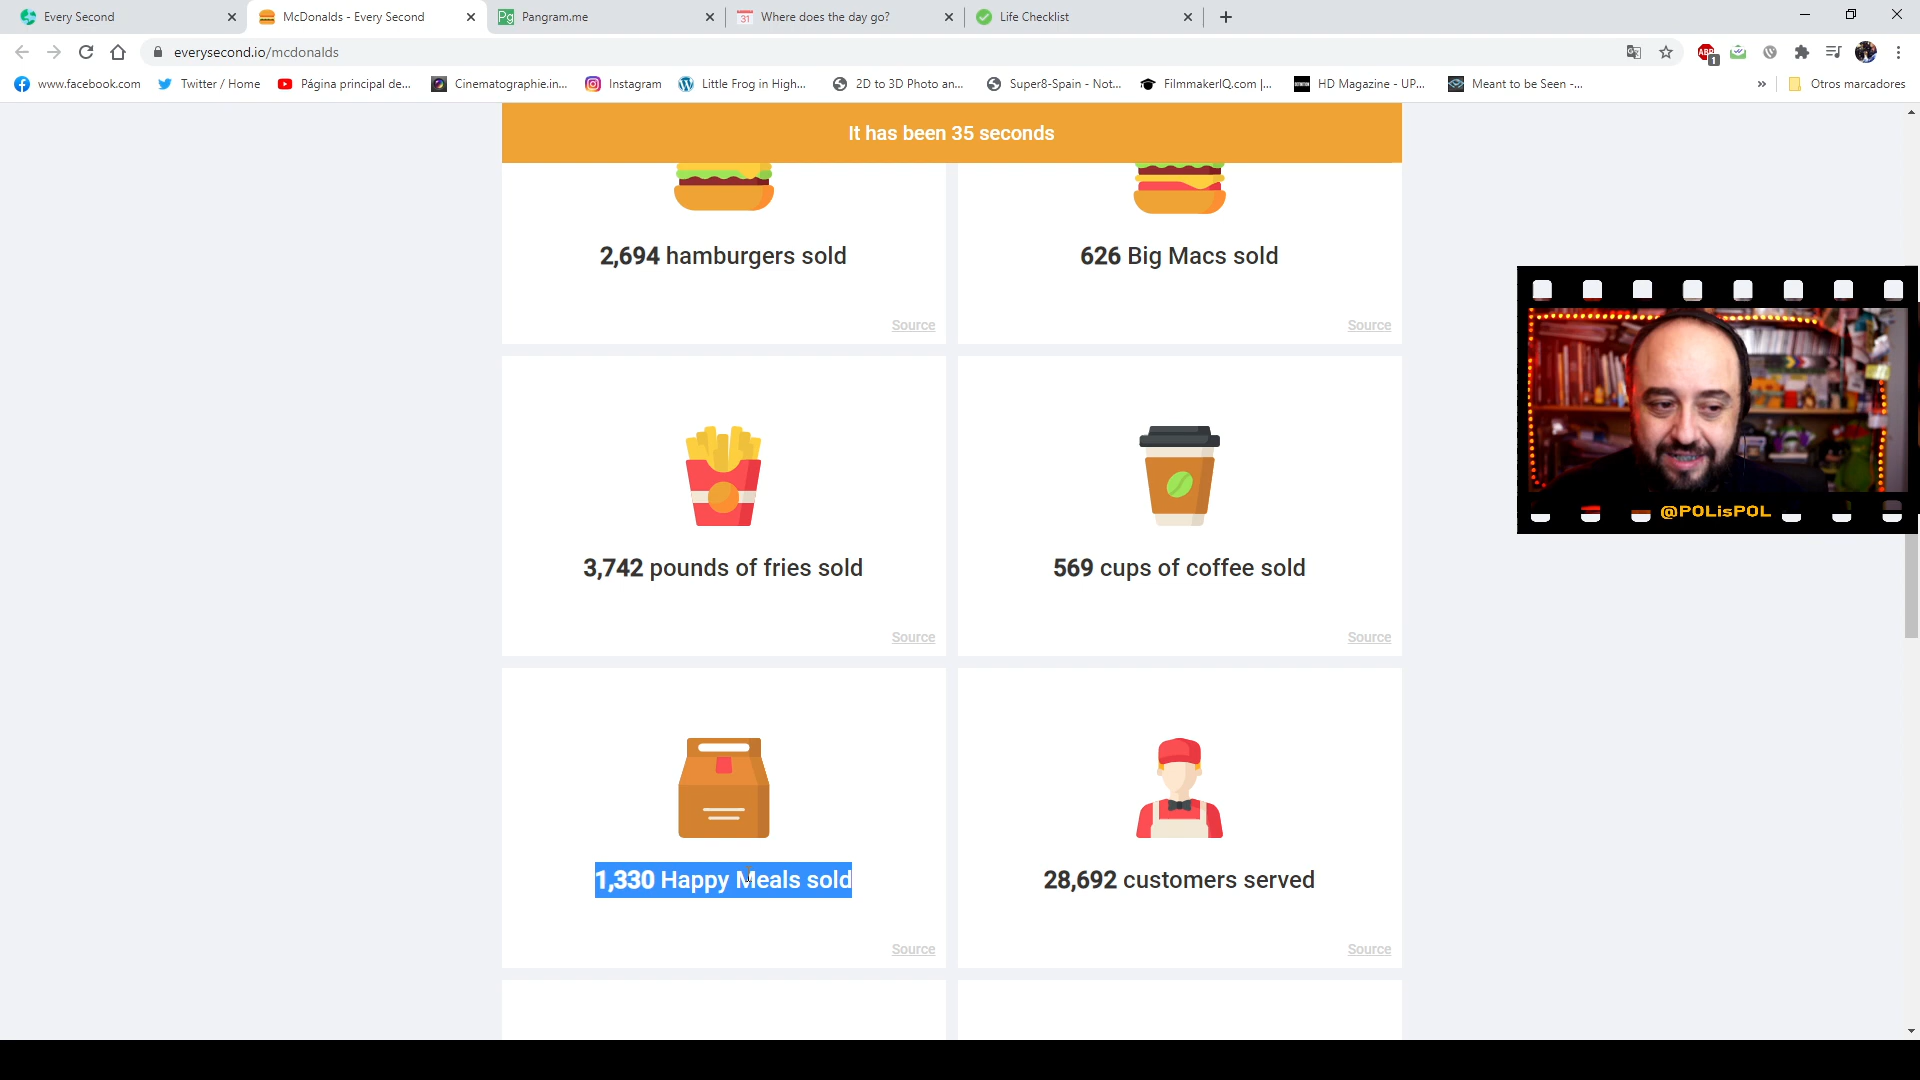 Every Second
McDonalds - Every Second
Pg Pangram.me
31 Where does the day go?
Life Checklist
everysecond.io/mcdonalds
ABP 1
www.facebook.com
Twitter / Home
Página principal de...
Cinematographie.in...
Instagram
Little Frog in High...
2D to 3D Photo an...
Super8-Spain - Not...
FilmmakerIQ.com |...
HD Magazine - UP...
Meant to be Seen -...
»
Otros marcadores
It has been 35 seconds
2,694 hamburgers sold
626 Big Macs sold
Source
Source
3,742 pounds of fries sold
569 cups of coffee sold
Source
Source
1,330 Happy Meals sold
28,692 customers served
Source
Source
@POLisPOL